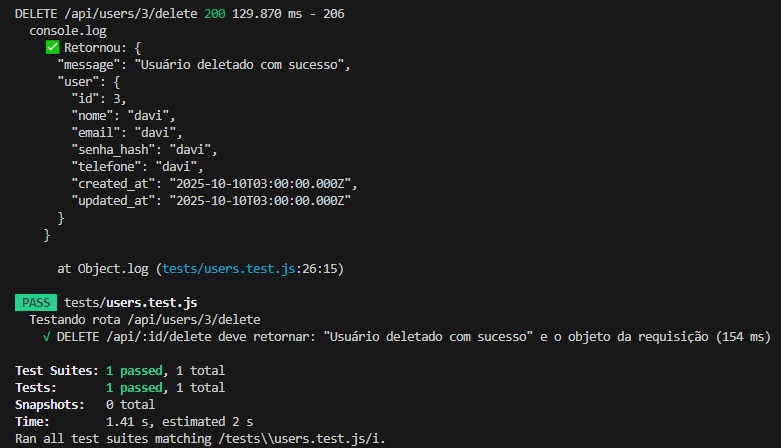 DELETE /api/users/3/delete 200 129.870 ms - 206
console.log
✅ Retornou: {
"message": "Usuário deletado com sucesso",
"user": {
"id": 3,
"nome": "davi",
"email": "davi",
"senha_hash": "davi",
"telefone": "davi",
"created_at": "2025-10-10T03:00:00.000Z",
"updated_at": "2025-10-10T03:00:00.000Z"
}
}
at Object.log (tests/users.test.js:26:15)
PASS tests/users.test.js
Testando rota /api/users/3/delete
√ DELETE /api/:id/delete deve retornar: "Usuário deletado com sucesso" e o objeto da requisição (154 ms)
Test Suites: 1 passed, 1 total
Tests: 1 passed, 1 total
Snapshots: 0 total
Time: 1.41 s, estimated 2 s
Ran all test suites matching /tests\\users.test.js/i.